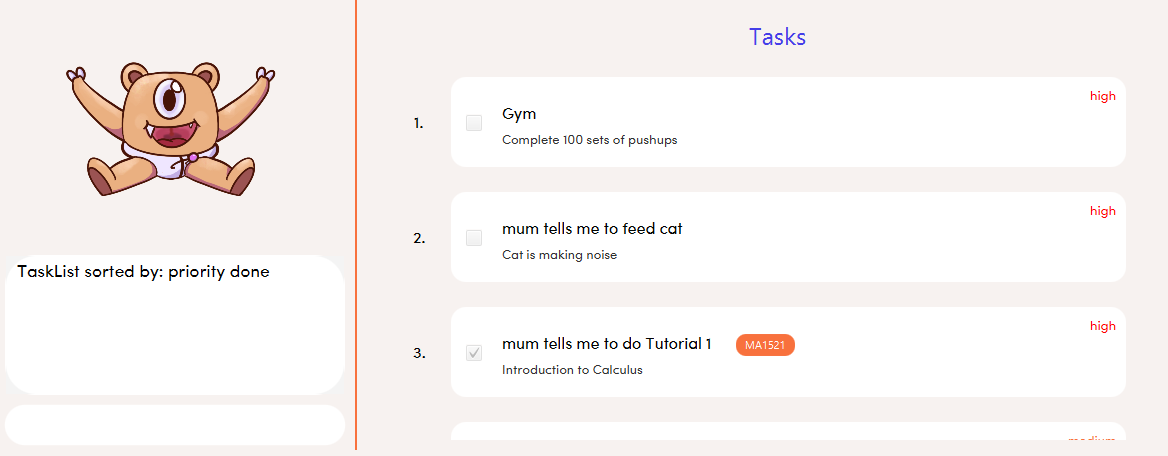 Tasks
TaskList sorted by: priority done
high
1.
Gym
Complete 100 sets of pushups
high
2.
mum tells me to feed cat
Cat is making noise
high
3.
mum tells me to do Tutorial 1 MA1521
Introduction to Calculus
medium